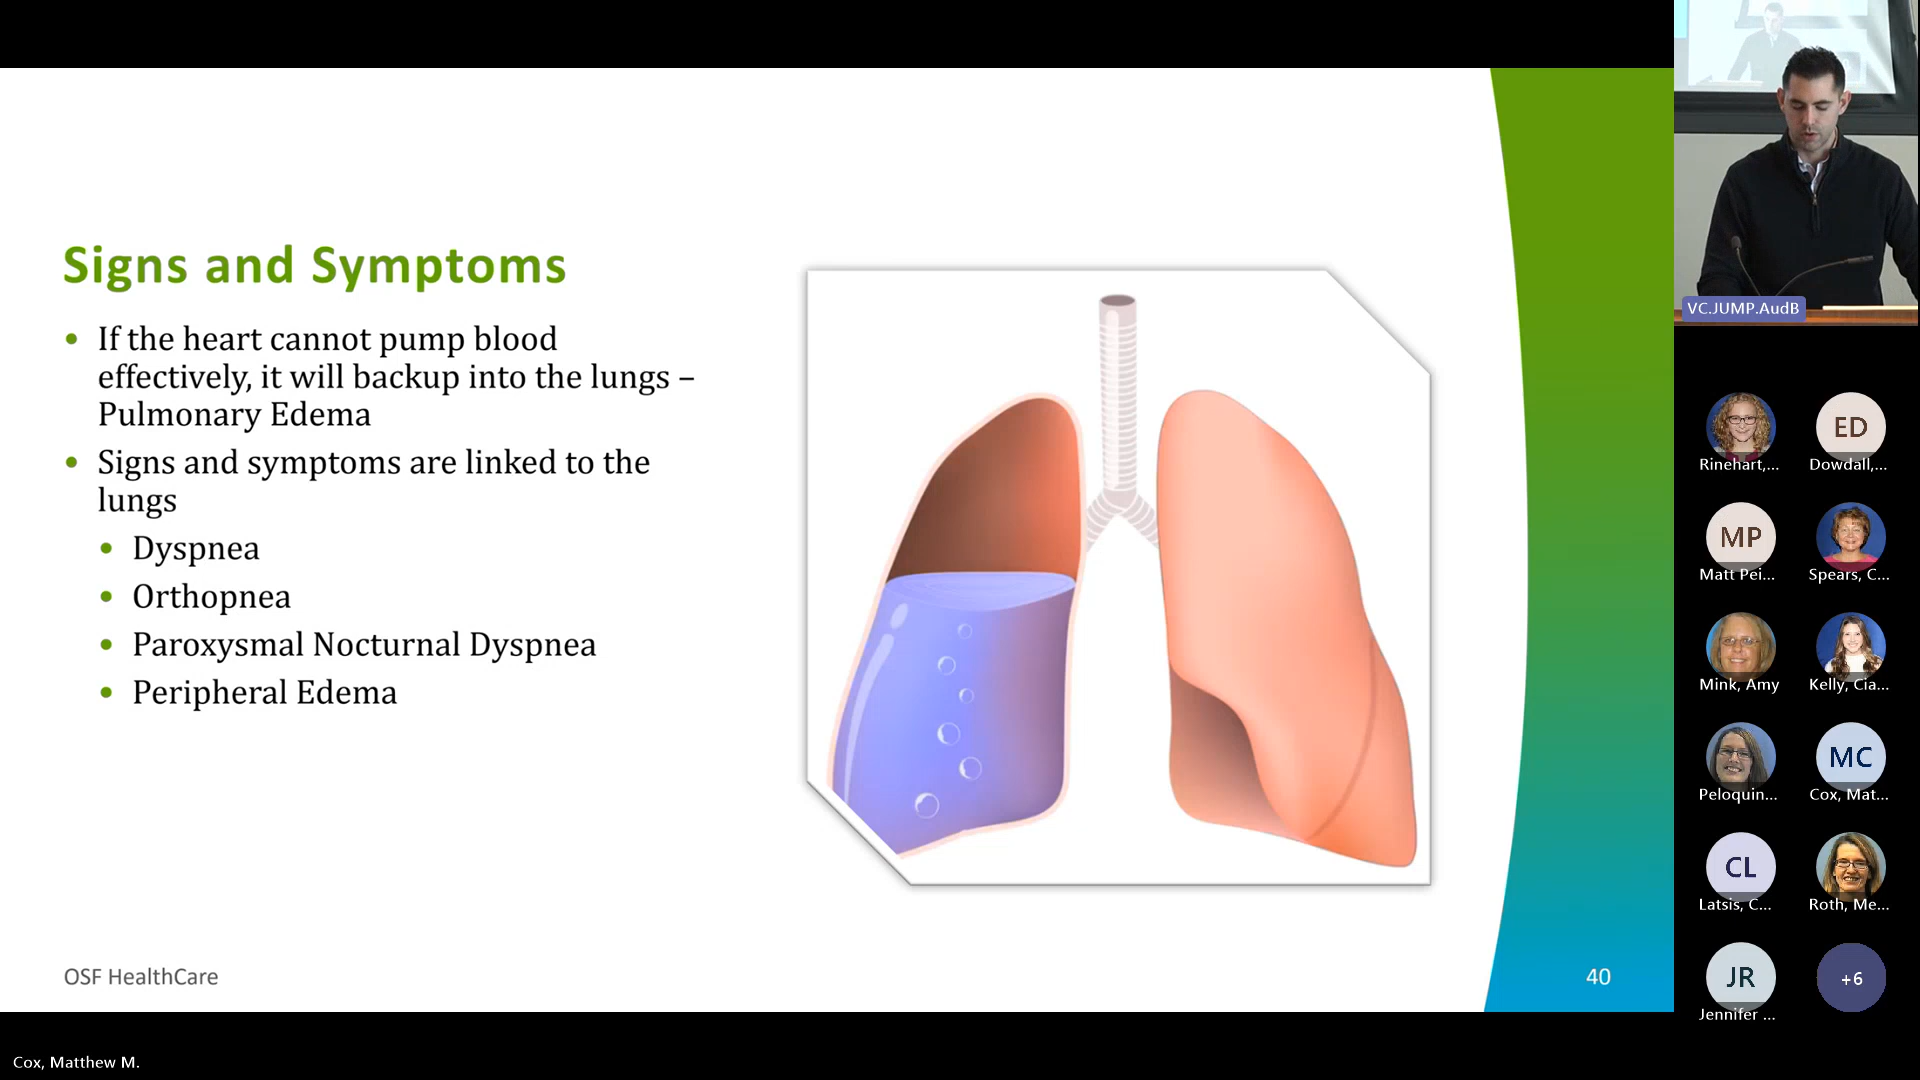 Signs and Symptoms
• If the heart cannot pump blood
effectively, it will backup into the lungs –
Pulmonary Edema
• Signs and symptoms are linked to the
lungs
• Dyspnea
• Orthopnea
• Paroxysmal Nocturnal Dyspnea
• Peripheral Edema
OSF HealthCare
40
VC.JUMP.AudB
Rinehart,...
ED
Dowdall,...
MP
Matt Pei...
Spears, C...
Mink, Amy
Kelly, Cia...
Peloquin...
MC
Cox, Mat...
CL
Latsis, C...
Roth, Me...
JR
Jennifer ...
+6
Cox, Matthew M.